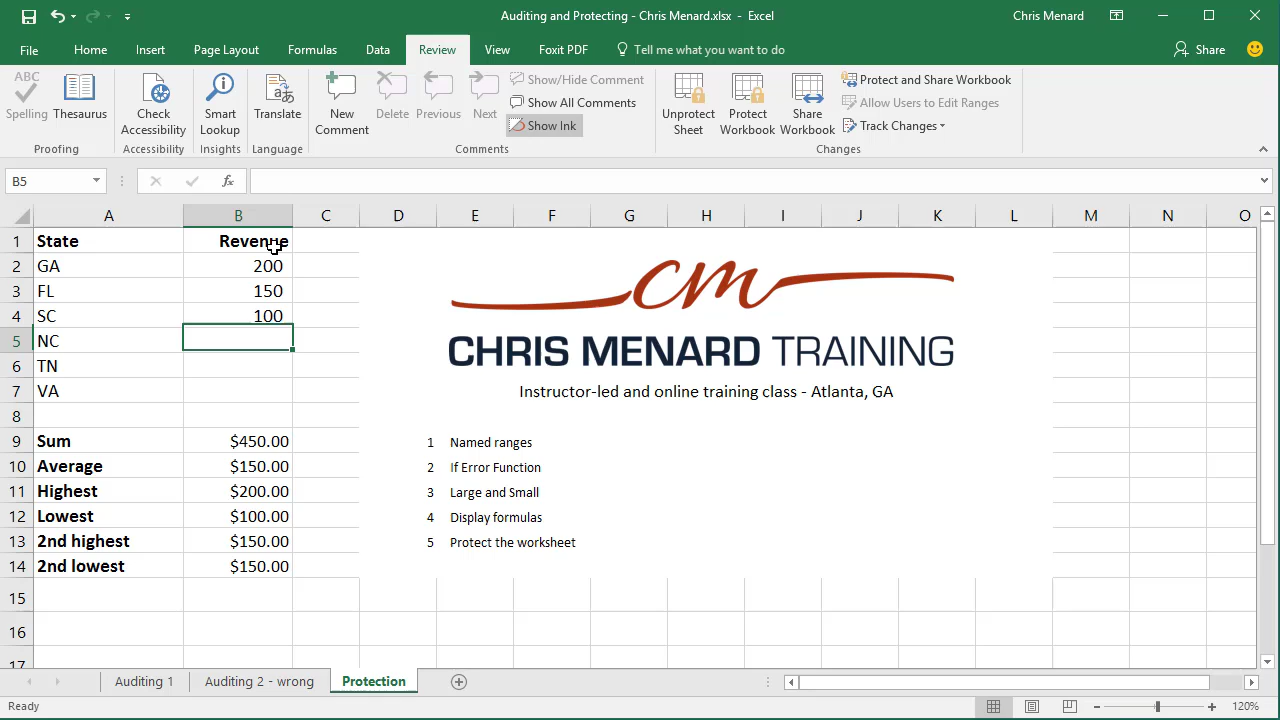 Auditing and Protecting - Chris Menard.xlsx - Excel
Chris Menard
File Home Insert Page Layout Formulas Data Review View Foxit PDF Tell me what you want to do Share
ABC
Spelling
Thesaurus
Check Accessibility
Smart Lookup
Translate
New Comment
Delete
Previous
Next
Show/Hide Comment
Show All Comments
Show Ink
Unprotect Sheet
Protect Workbook
Share Workbook
Protect and Share Workbook
Allow Users to Edit Ranges
Track Changes
Proofing Accessibility Insights Language Comments Changes
B5 fx
A B C D E F G H I J K L M N O
1 State Revenue
2 GA 200
3 FL 150
4 SC 100
5 NC
6 TN
7 VA
8
9 Sum $450.00
10 Average $150.00
11 Highest $200.00
12 Lowest $100.00
13 2nd highest $150.00
14 2nd lowest $150.00
15
16
17
cm
CHRIS MENARD TRAINING
Instructor-led and online training class - Atlanta, GA
1 Named ranges
2 If Error Function
3 Large and Small
4 Display formulas
5 Protect the worksheet
Auditing 1 Auditing 2 - wrong Protection
Ready 120%